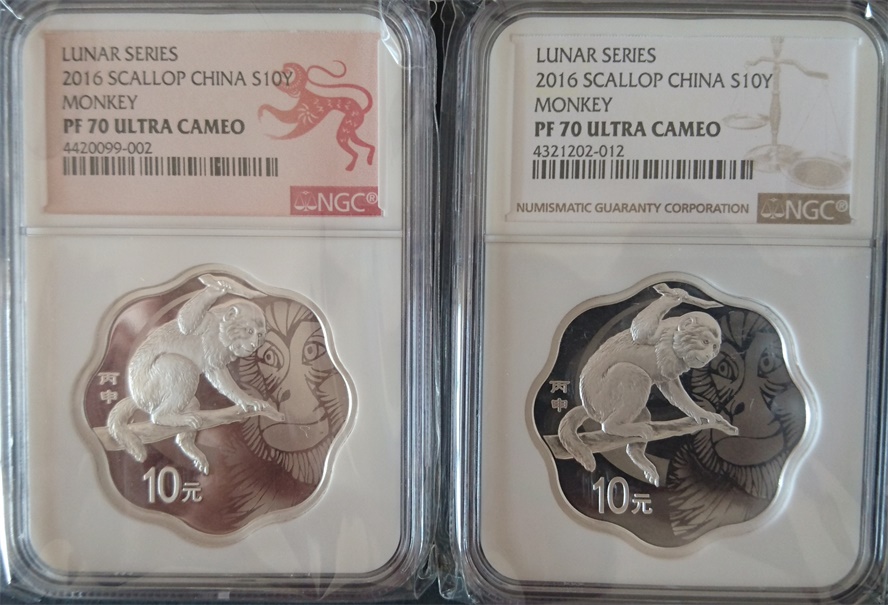 LUNAR SERIES
2016 SCALLOP CHINA S10Y
MONKEY
PF 70 ULTRA CAMEO
4420099-002
NGC®
丙
申
10元
LUNAR SERIES
2016 SCALLOP CHINA S10Y
MONKEY
PF 70 ULTRA CAMEO
4321202-012
NUMISMATIC GUARANTY CORPORATION NGC®
丙
申
10元